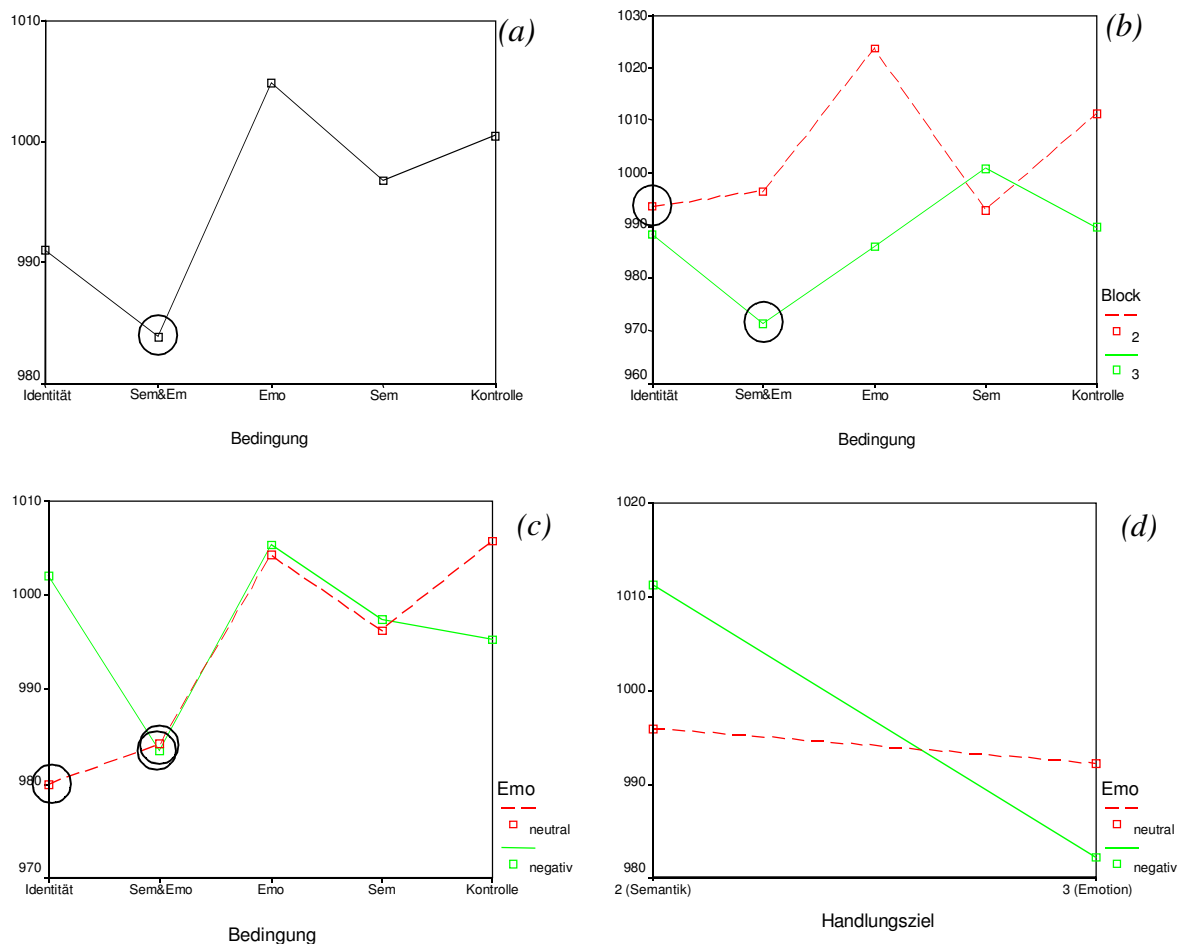 (a)
1010
1000
990
980
Identität Sem&Em Emo Sem Kontrolle
Bedingung
(b)
1030
1020
1010
1000
990
980
970
960
Identität Sem&Em Emo Sem Kontrolle
Bedingung
Block
2
3
(c)
1010
1000
990
980
970
Identität Sem&Emo Emo Sem Kontrolle
Bedingung
Emo
neutral
negativ
(d)
1020
1010
1000
990
980
2 (Semantik) 3 (Emotion)
Handlungsziel
Emo
neutral
negativ